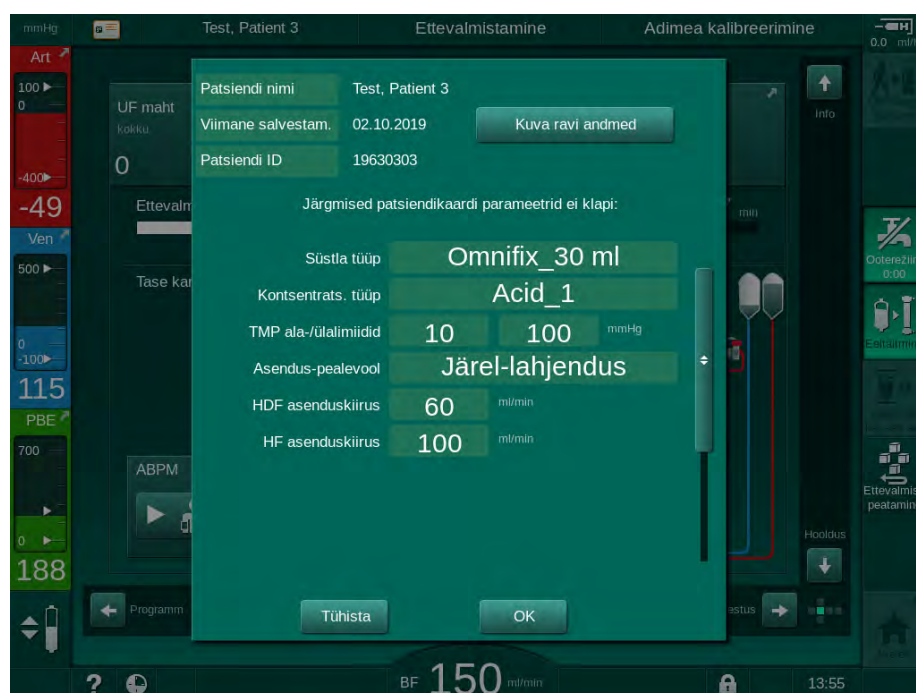 mmHg
Test, Patient 3
Ettevalmistamine
Adimea kalibreerimine
0.0 ml/
Art
100
0
-400
-49
Ven
500
0
-100
115
PBE
700
0
188
UF maht
kokku
0
Ettevalm
Tase kar
ABPM
Programm
Patsiendi nimi Test, Patient 3
Viimane salvestam. 02.10.2019 Kuva ravi andmed
Patsiendi ID 19630303
Järgmised patsiendikaardi parameetrid ei klapi:
Süstla tüüp Omnifix_30 ml
Kontsentrats. tüüp Acid_1
TMP ala-/ülalimiidid 10 100 mmHg
Asendus-pealevool Järel-lahjendus
HDF asenduskiirus 60 ml/min
HF asenduskiirus 100 ml/min
Tühista OK
min
Info
Hooldus
estus
Ooterežiim
0:00
Eeltäitmin
Ettevalmis
peatamin
BF 150 ml/min
? 13:55